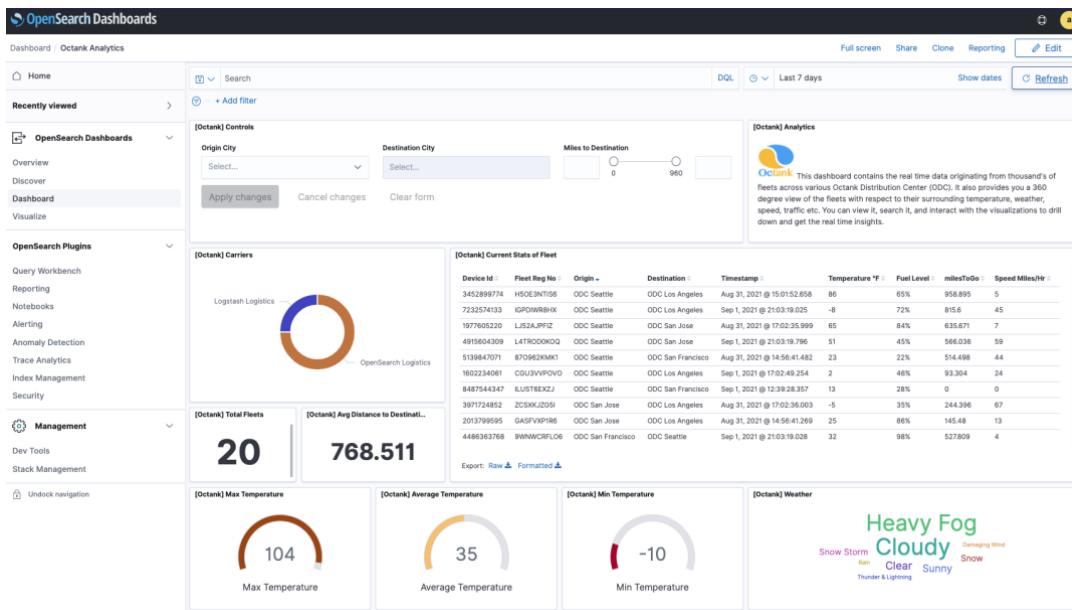 OpenSearch Dashboards
a
Dashboard / Octank Analytics
Full screen Share Clone Reporting Edit
Home
Recently viewed
OpenSearch Dashboards
Overview
Discover
Dashboard
Visualize
OpenSearch Plugins
Query Workbench
Reporting
Notebooks
Alerting
Anomaly Detection
Trace Analytics
Index Management
Security
Management
Dev Tools
Stack Management
Undock navigation
Search DQL Last 7 days Show dates Refresh
+ Add filter
[Octank] Controls
Origin City Destination City Miles to Destination
Select... Select... 0 960
Apply changes Cancel changes Clear form
[Octank] Analytics
Octank
This dashboard contains the real time data originating from thousand's of
fleets across various Octank Distribution Center (ODC). It also provides you a 360
degree view of the fleets with respect to their surrounding temperature, weather,
speed, traffic etc. You can view it, search it, and interact with the visualizations to drill
down and get the real time insights.
[Octank] Carriers
Logstash Logistics
OpenSearch Logistics
[Octank] Current Stats of Fleet
Device Id Fleet Reg No Origin Destination Timestamp Temperature °F Fuel Level milesToGo Speed Miles/Hr
3452899774 H5OE3NTIS6 ODC Seattle ODC Los Angeles Aug 31, 2021 @ 15:01:52.658 86 65% 958.895 5
7232574133 IGPDIWR8HX ODC Seattle ODC Los Angeles Sep 1, 2021 @ 21:03:19.025 -8 72% 815.6 45
1977605220 LJ52AJPFIZ ODC Seattle ODC San Jose Aug 31, 2021 @ 17:02:35.999 65 84% 635.671 7
4915604309 L4TRODOKOQ ODC Seattle ODC San Jose Sep 1, 2021 @ 21:03:19.796 51 45% 566.036 59
5139847071 87O962KMK1 ODC Seattle ODC San Francisco Aug 31, 2021 @ 14:56:41.482 23 22% 514.498 44
1602234061 CGU3VVPOVO ODC Seattle ODC Los Angeles Sep 1, 2021 @ 17:02:49.254 2 46% 93.304 24
8487544347 ILUST6EXZJ ODC Seattle ODC San Francisco Sep 1, 2021 @ 12:39:28.357 13 28% 0 0
3971724852 ZCSXKJZG5I ODC San Jose ODC Los Angeles Aug 31, 2021 @ 17:02:36.003 -5 35% 244.396 67
2013799595 GASFVXP1R6 ODC San Jose ODC Los Angeles Aug 31, 2021 @ 14:56:41.269 25 86% 145.48 13
4486363768 9WNWCRFLO6 ODC San Francisco ODC Seattle Sep 1, 2021 @ 21:03:19.028 32 98% 527.809 4
Export: Raw Formatted
[Octank] Total Fleets
20
[Octank] Avg Distance to Destinati...
768.511
[Octank] Max Temperature
104
Max Temperature
[Octank] Average Temperature
35
Average Temperature
[Octank] Min Temperature
-10
Min Temperature
[Octank] Weather
Heavy Fog
Snow Storm Cloudy Damaging Wind
Rain Clear Sunny Snow
Thunder & Lightning